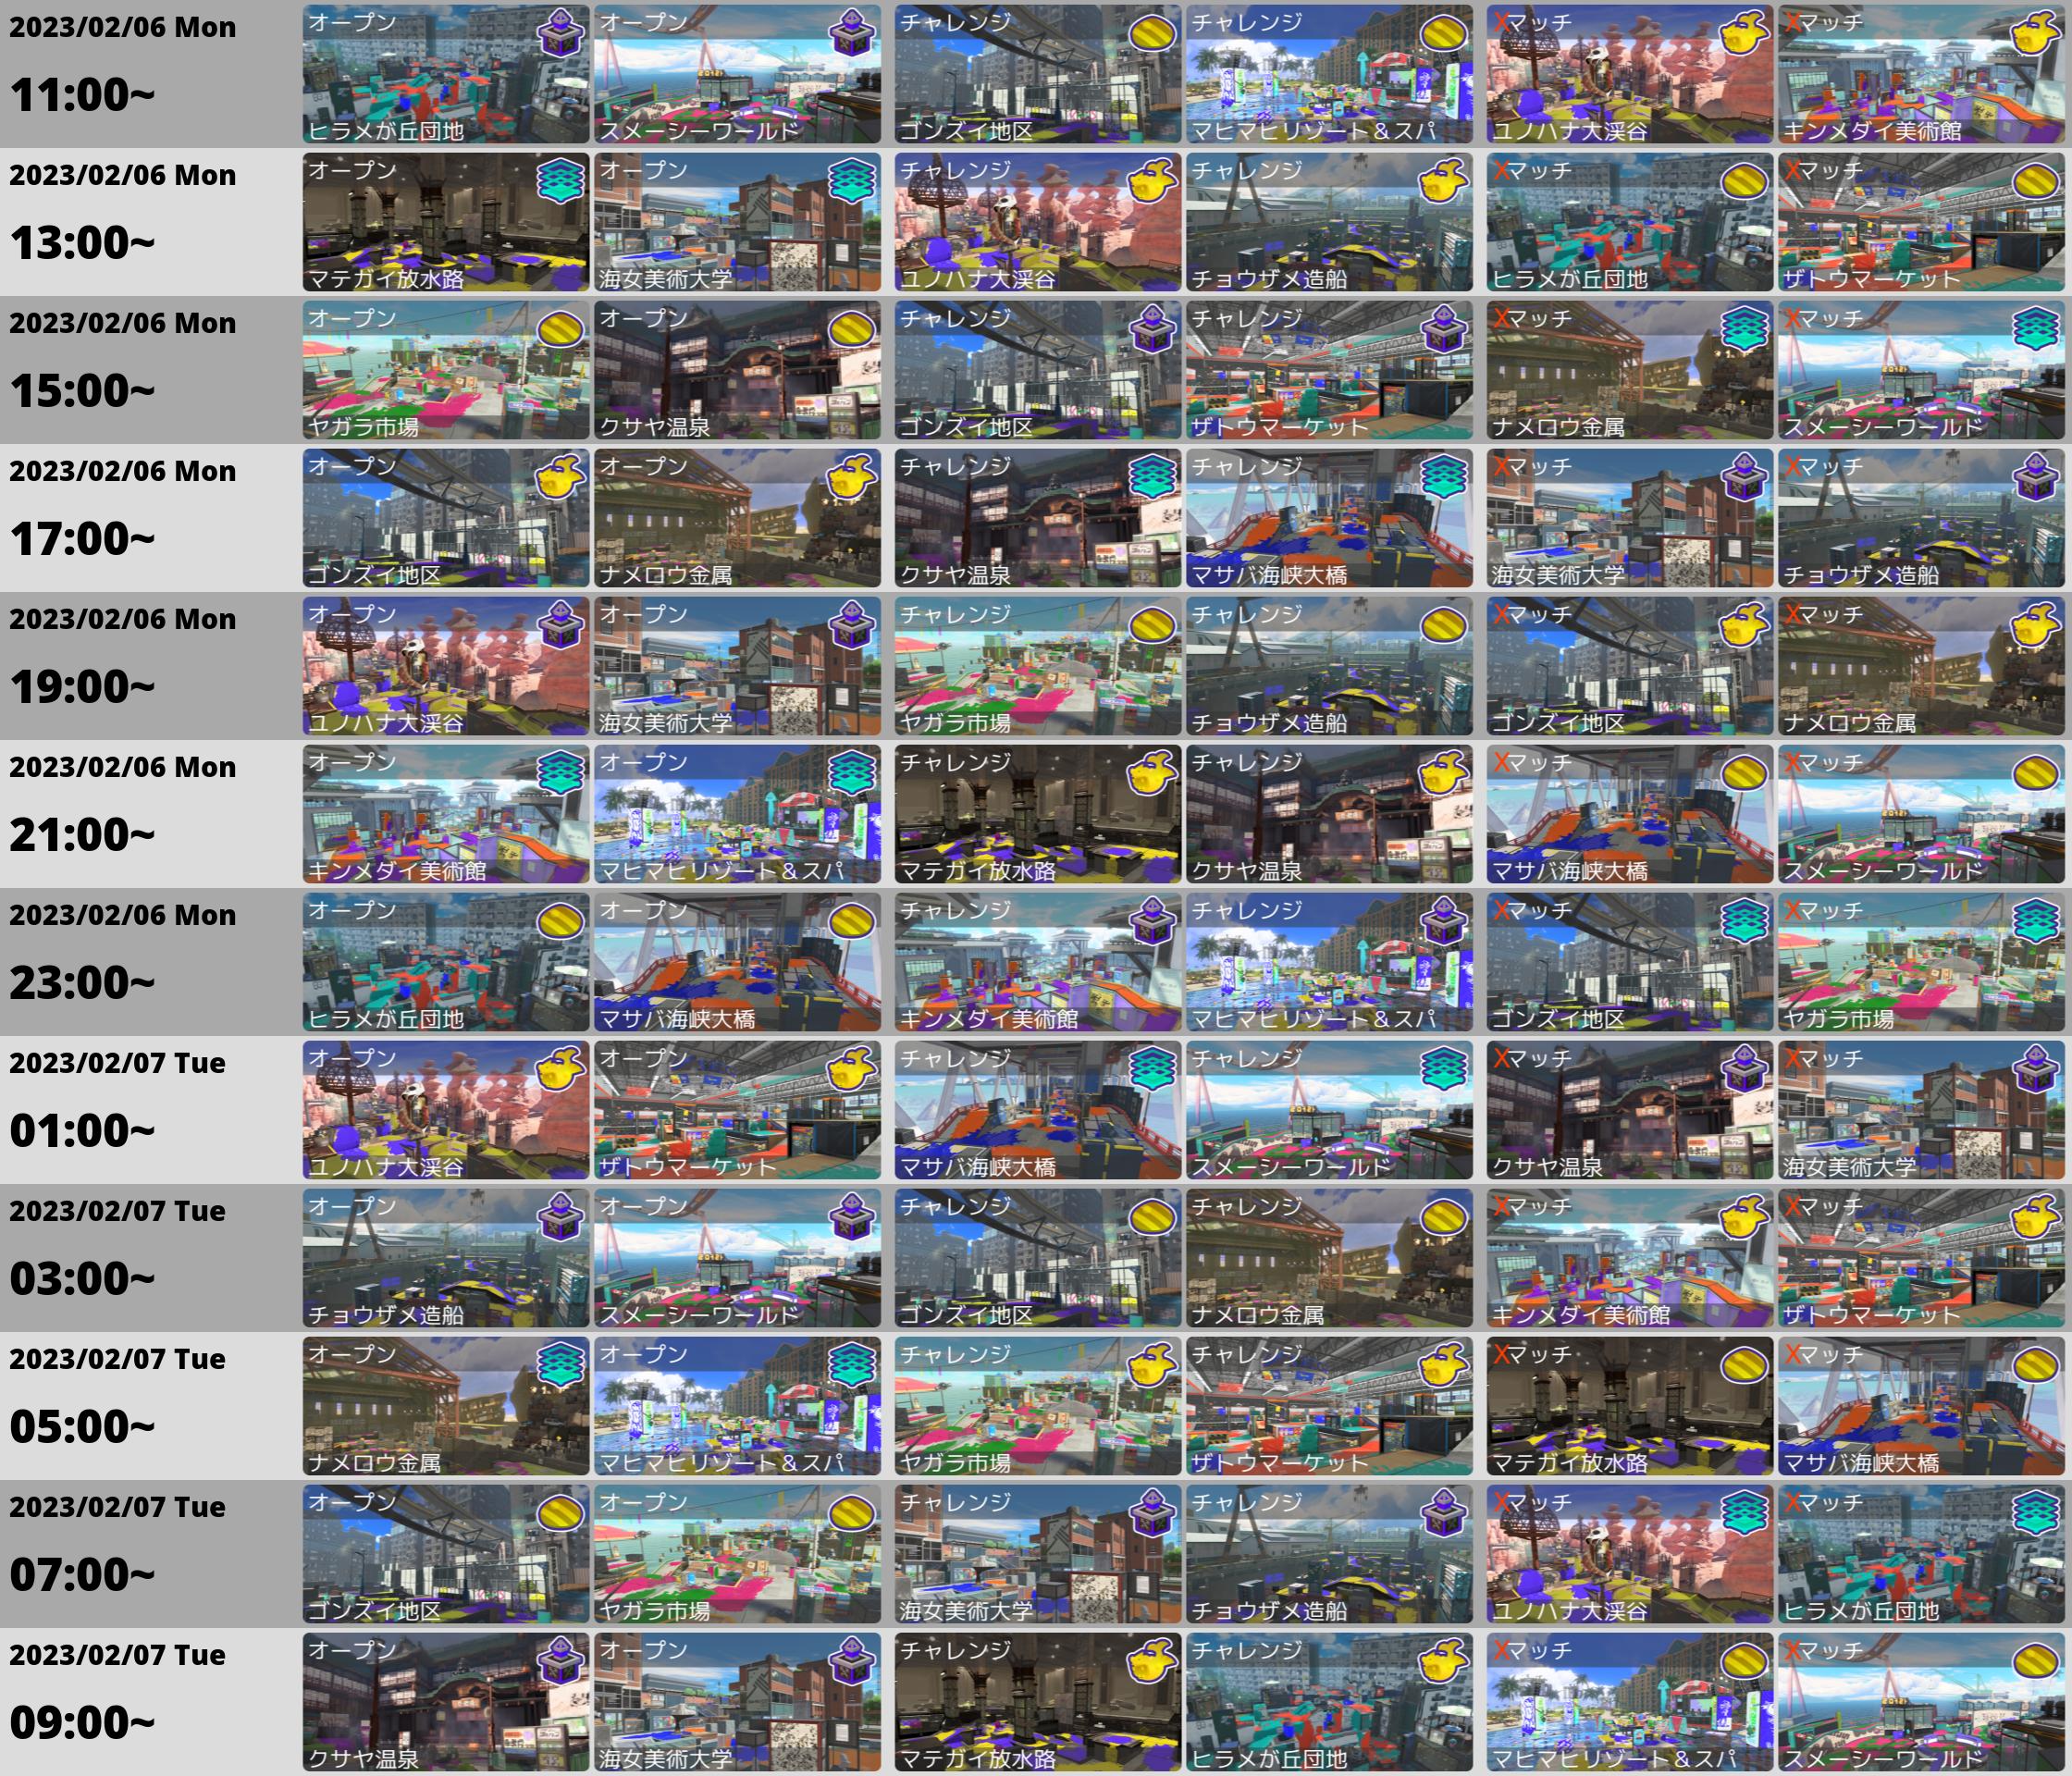 2023/02/06 Mon
11:00~
オープン オープン チャレンジ チャレンジ Xマッチ Xマッチ
ヒラメが丘団地 スメーシーワールド ゴンズイ地区 マヒマヒリゾート＆スパ ユノハナ大渓谷 キンメダイ美術館
2023/02/06 Mon
13:00~
オープン オープン チャレンジ チャレンジ Xマッチ Xマッチ
マテガイ放水路 海女美術大学 ユノハナ大渓谷 チョウザメ造船 ヒラメが丘団地 ザトウマーケット
2023/02/06 Mon
15:00~
オープン オープン チャレンジ チャレンジ Xマッチ Xマッチ
ヤガラ市場 クサヤ温泉 ゴンズイ地区 ザトウマーケット ナメロウ金属 スメーシーワールド
2023/02/06 Mon
17:00~
オープン オープン チャレンジ チャレンジ Xマッチ Xマッチ
ゴンズイ地区 ナメロウ金属 クサヤ温泉 マサバ海峡大橋 海女美術大学 チョウザメ造船
2023/02/06 Mon
19:00~
オープン オープン チャレンジ チャレンジ Xマッチ Xマッチ
ユノハナ大渓谷 海女美術大学 ヤガラ市場 チョウザメ造船 ゴンズイ地区 ナメロウ金属
2023/02/06 Mon
21:00~
オープン オープン チャレンジ チャレンジ Xマッチ Xマッチ
キンメダイ美術館 マヒマヒリゾート＆スパ マテガイ放水路 クサヤ温泉 マサバ海峡大橋 スメーシーワールド
2023/02/06 Mon
23:00~
オープン オープン チャレンジ チャレンジ Xマッチ Xマッチ
ヒラメが丘団地 マサバ海峡大橋 キンメダイ美術館 マヒマヒリゾート＆スパ ゴンズイ地区 ヤガラ市場
2023/02/07 Tue
01:00~
オープン オープン チャレンジ チャレンジ Xマッチ Xマッチ
ユノハナ大渓谷 ザトウマーケット マサバ海峡大橋 スメーシーワールド クサヤ温泉 海女美術大学
2023/02/07 Tue
03:00~
オープン オープン チャレンジ チャレンジ Xマッチ Xマッチ
チョウザメ造船 スメーシーワールド ゴンズイ地区 ナメロウ金属 キンメダイ美術館 ザトウマーケット
2023/02/07 Tue
05:00~
オープン オープン チャレンジ チャレンジ Xマッチ Xマッチ
ナメロウ金属 マヒマヒリゾート＆スパ ヤガラ市場 ザトウマーケット マテガイ放水路 マサバ海峡大橋
2023/02/07 Tue
07:00~
オープン オープン チャレンジ チャレンジ Xマッチ Xマッチ
ゴンズイ地区 ヤガラ市場 海女美術大学 チョウザメ造船 ユノハナ大渓谷 ヒラメが丘団地
2023/02/07 Tue
09:00~
オープン オープン チャレンジ チャレンジ Xマッチ Xマッチ
クサヤ温泉 海女美術大学 マテガイ放水路 ヒラメが丘団地 マヒマヒリゾート＆スパ スメーシーワールド